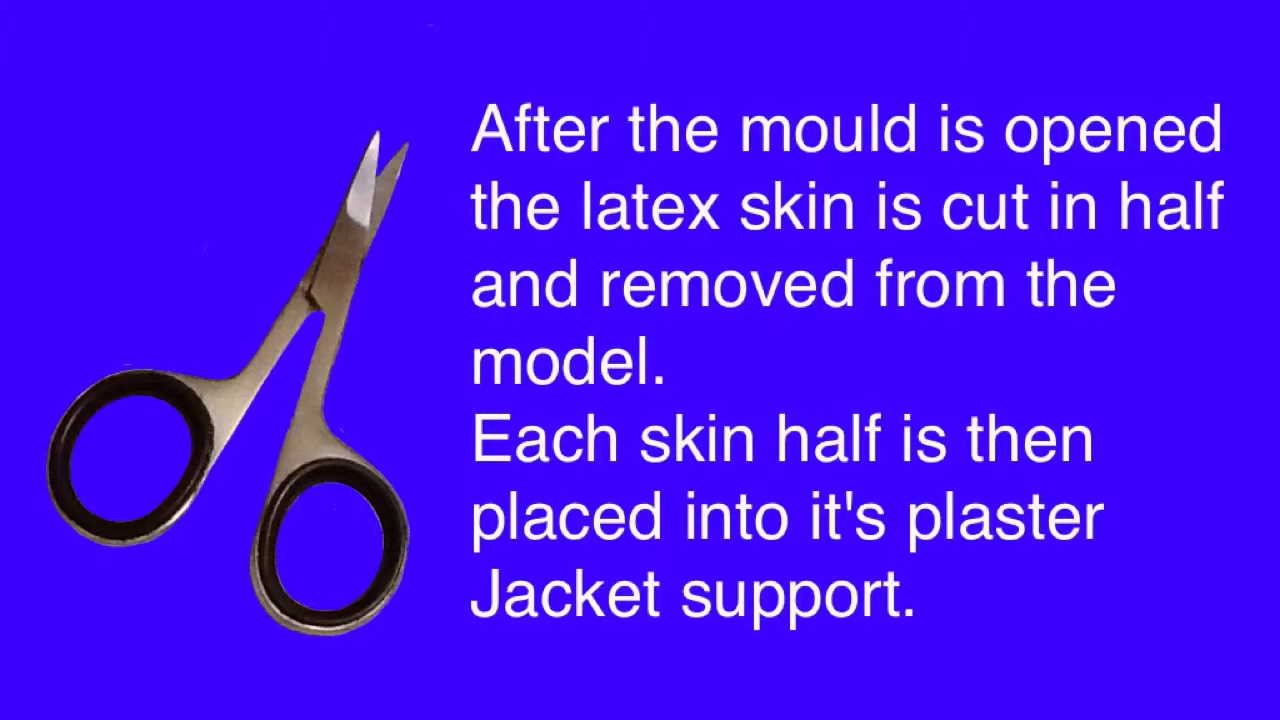 After the mould is opened
the latex skin is cut in half
and removed from the
model.
Each skin half is then
placed into it's plaster
Jacket support.